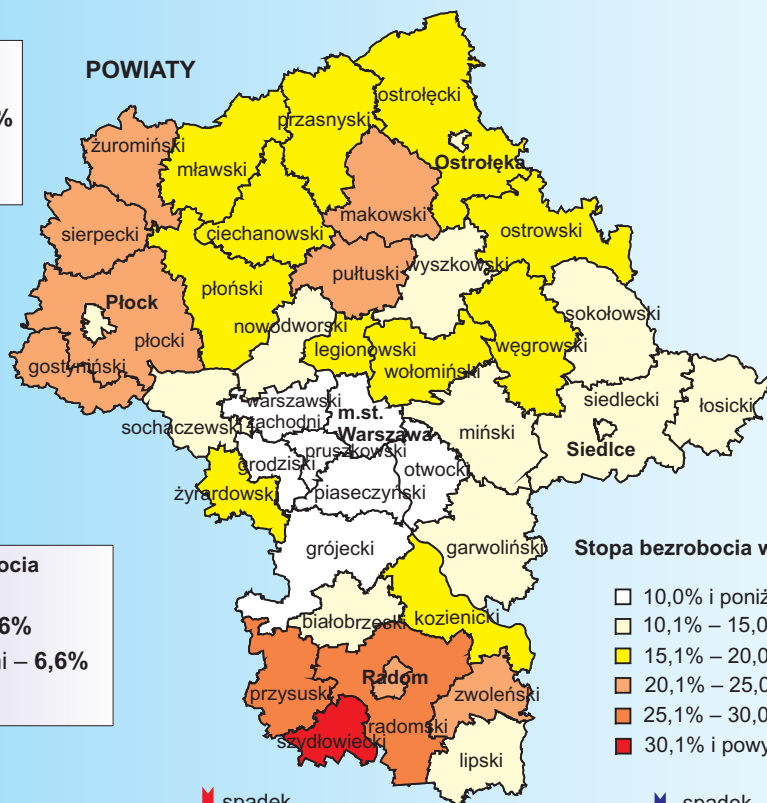 POWIATY
%
ostrołęcki
przasnyski
żuromiński
mławski
Ostrołęka
makowski
sierpecki
ciechanowski
ostrowski
wyszkowski
pułtuski
płoński
Płock
sokołowski
nowodworski
płocki
legionowski
węgrowski
gostyniński
wołomiński
siedlecki
warszawski
zachodni
łosicki
m.st.
Warszawa
sochaczewski
miński
pruszkowski
Siedlce
grodziski
otwocki
żyrardowski
piaseczyński
grójecki
garwoliński
białobrzeski
kozienicki
Radom
przysuski
zwoleński
radomski
szydłowiecki
lipski
ocia
6%
ni – 6,6%
Stopa bezrobocia w
10,0% i poniż
10,1% – 15,0
15,1% – 20,0
20,1% – 25,0
25,1% – 30,0
30,1% i powy
spadek
spadek